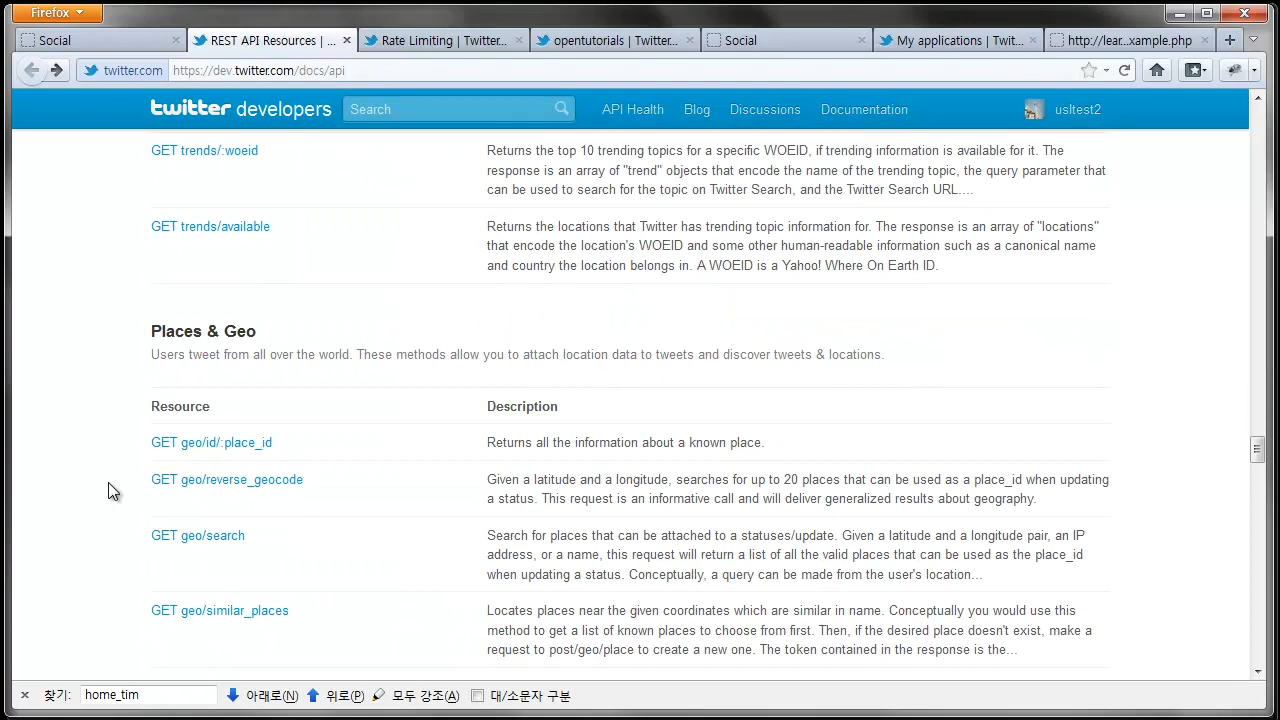 Firefox
Social
REST API Resources | ...
Rate Limiting | Twitter...
opentutorials | Twitter...
Social
My applications | Twit...
http://lear...xample.php
twitter.com
https://dev.twitter.com/docs/api
twitter developers
Search
API Health
Blog
Discussions
Documentation
usltest2
GET trends/:woeid
Returns the top 10 trending topics for a specific WOEID, if trending information is available for it. The
response is an array of "trend" objects that encode the name of the trending topic, the query parameter that
can be used to search for the topic on Twitter Search, and the Twitter Search URL....
GET trends/available
Returns the locations that Twitter has trending topic information for. The response is an array of "locations"
that encode the location's WOEID and some other human-readable information such as a canonical name
and country the location belongs in. A WOEID is a Yahoo! Where On Earth ID.
Places & Geo
Users tweet from all over the world. These methods allow you to attach location data to tweets and discover tweets & locations.
Resource
Description
GET geo/id/:place_id
Returns all the information about a known place.
GET geo/reverse_geocode
Given a latitude and a longitude, searches for up to 20 places that can be used as a place_id when updating
a status. This request is an informative call and will deliver generalized results about geography.
GET geo/search
Search for places that can be attached to a statuses/update. Given a latitude and a longitude pair, an IP
address, or a name, this request will return a list of all the valid places that can be used as the place_id
when updating a status. Conceptually, a query can be made from the user's location...
GET geo/similar_places
Locates places near the given coordinates which are similar in name. Conceptually you would use this
method to get a list of known places to choose from first. Then, if the desired place doesn't exist, make a
request to post/geo/place to create a new one. The token contained in the response is the...
찾기:
home_tim
아래로(N)
위로(P)
모두 강조(A)
대/소문자 구분